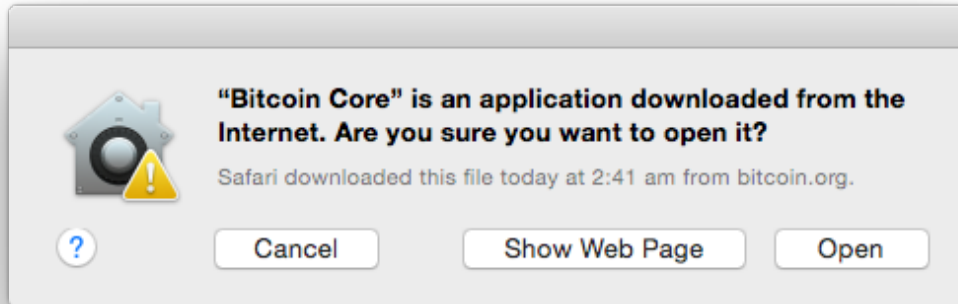 “Bitcoin Core” is an application downloaded from the
Internet. Are you sure you want to open it?
Safari downloaded this file today at 2:41 am from bitcoin.org.
?
Cancel
Show Web Page
Open